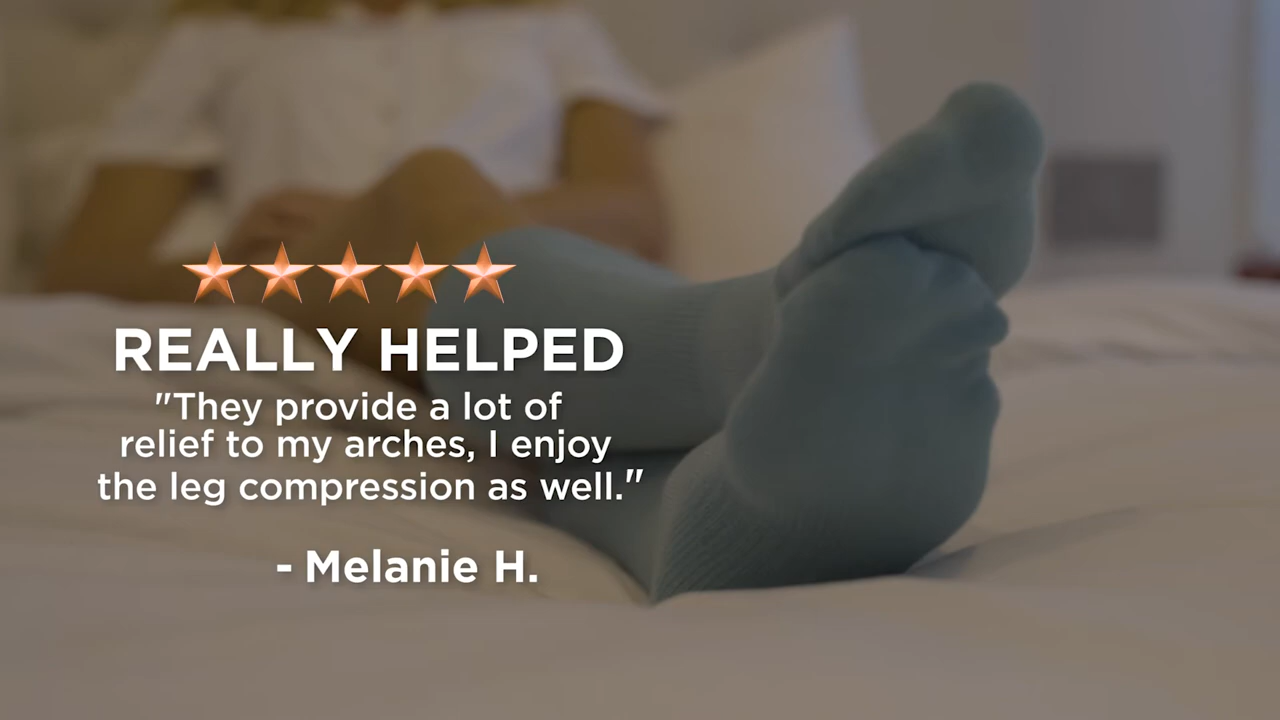 REALLY HELPED
"They provide a lot of
relief to my arches, I enjoy
the leg compression as well."
- Melanie H.